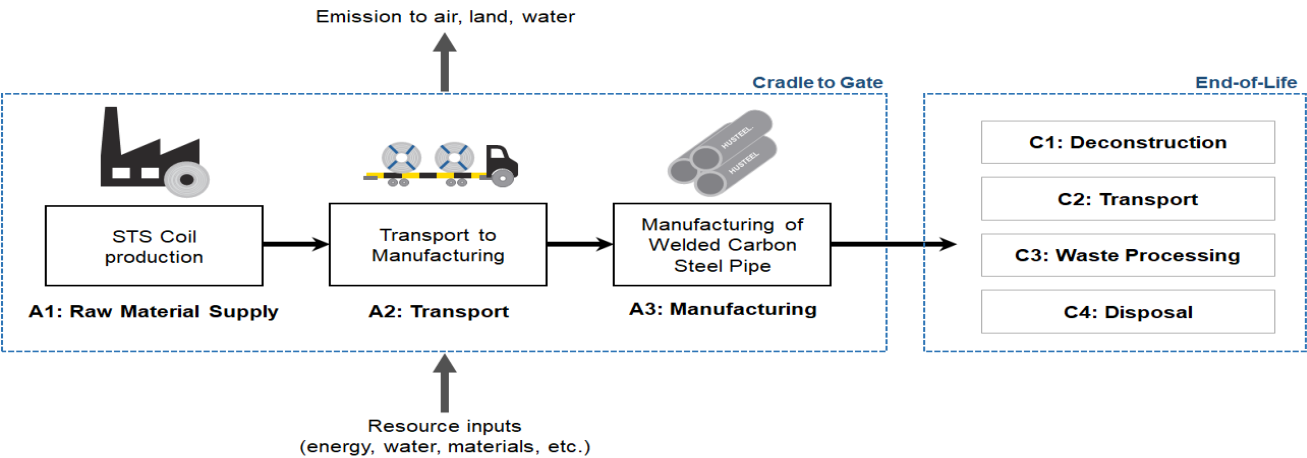 Emission to air, land, water
Cradle to Gate
End-of-Life
HUSTEEL.
HUSTEEL
STS Coil
production
Transport to
Manufacturing
Manufacturing of
Welded Carbon
Steel Pipe
A1: Raw Material Supply
A2: Transport
A3: Manufacturing
C1: Deconstruction
C2: Transport
C3: Waste Processing
C4: Disposal
Resource inputs
(energy, water, materials, etc.)